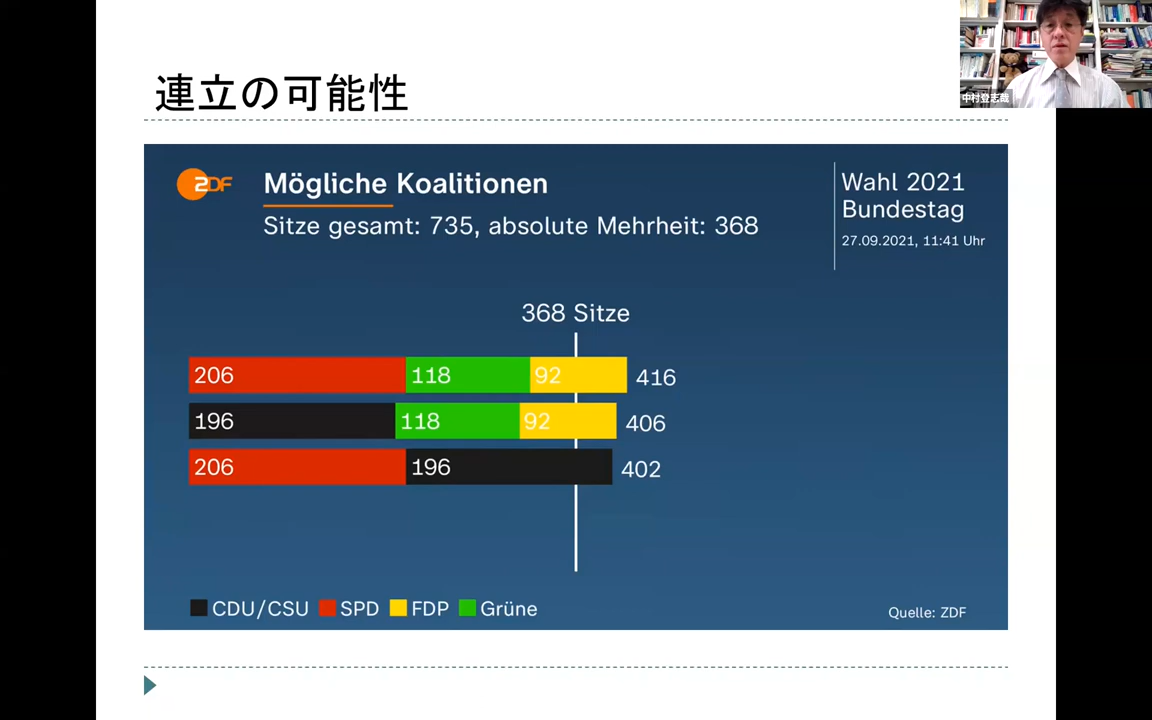 連立の可能性
中村登志哉
ZDF
Mögliche Koalitionen
Sitze gesamt: 735, absolute Mehrheit: 368
Wahl 2021
Bundestag
27.09.2021, 11:41 Uhr
368 Sitze
206 118 92 416
196 118 92 406
206 196 402
CDU/CSU SPD FDP Grüne
Quelle: ZDF